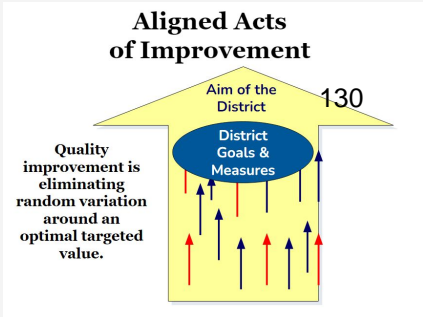 Aligned Acts
of Improvement
Aim of the
District
130
District
Goals &
Measures
Quality
improvement is
eliminating
random variation
around an
optimal targeted
value.